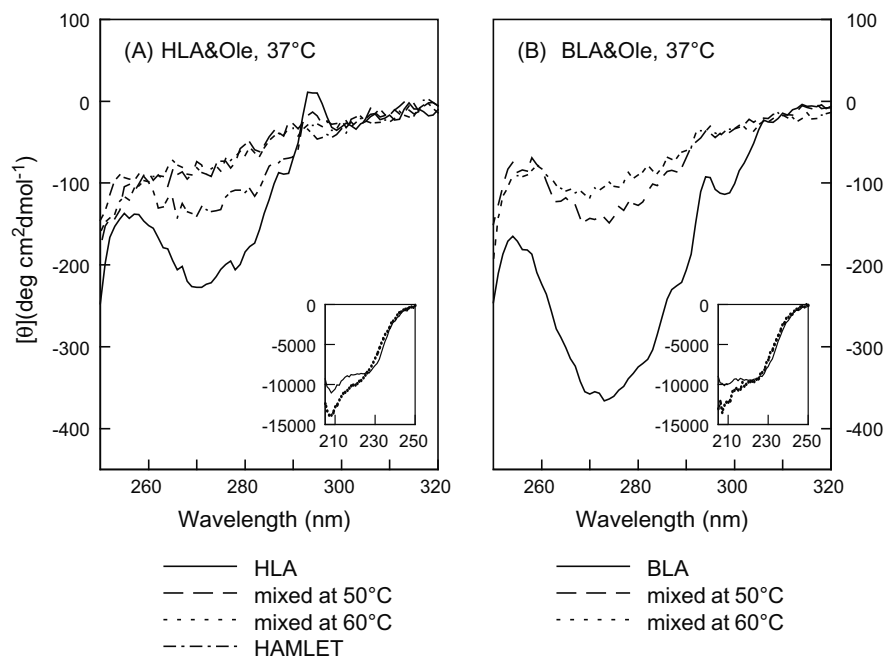 (A) HLA&Ole, 37°C
(B) BLA&Ole, 37°C
[θ](deg cm²dmol⁻¹)
100
0
-100
-200
-300
-400
260
280
300
320
Wavelength (nm)
0
-5000
-10000
-15000
210
230
250
100
0
-100
-200
-300
-400
260
280
300
320
Wavelength (nm)
0
-5000
-10000
-15000
210
230
250
HLA
mixed at 50°C
mixed at 60°C
HAMLET
BLA
mixed at 50°C
mixed at 60°C